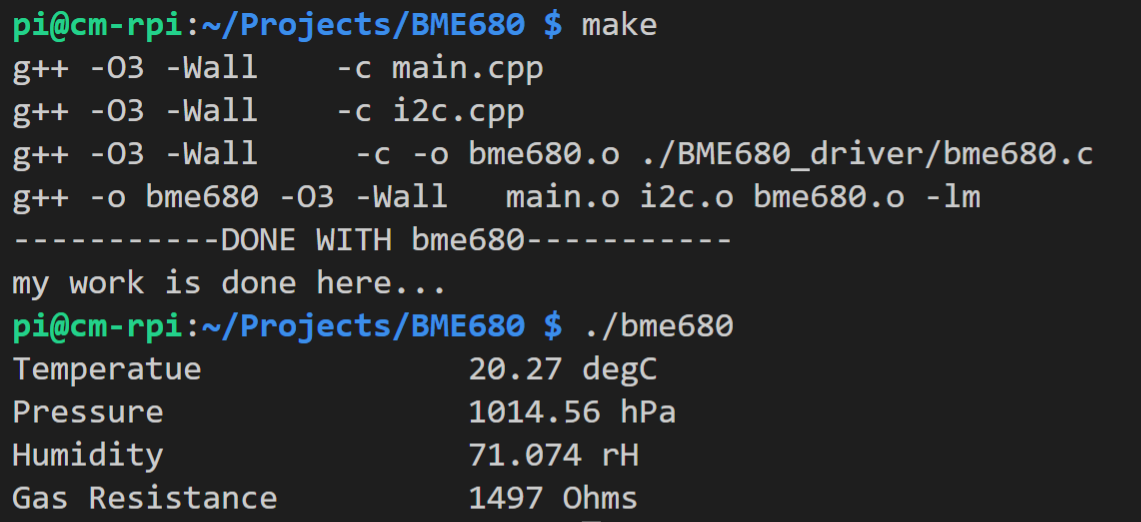 pi@cm-rpi:~/Projects/BME680 $ make
g++ -O3 -Wall    -c main.cpp
g++ -O3 -Wall    -c i2c.cpp
g++ -O3 -Wall     -c -o bme680.o ./BME680_driver/bme680.c
g++ -o bme680 -O3 -Wall   main.o i2c.o bme680.o -lm
-----------DONE WITH bme680-----------
my work is done here...
pi@cm-rpi:~/Projects/BME680 $ ./bme680
Temperatue              20.27 degC
Pressure                1014.56 hPa
Humidity                71.074 rH
Gas Resistance          1497 Ohms